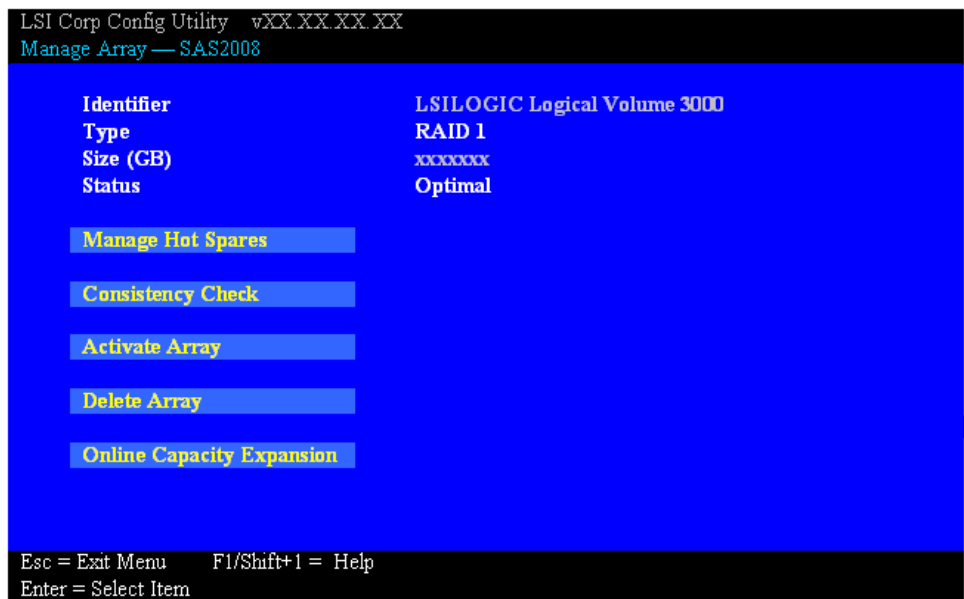 LSI Corp Config Utility vXX.XX.XX.XX
Manage Array — SAS2008
Identifier LSILOGIC Logical Volume 3000
Type RAID 1
Size (GB) xxxxxxx
Status Optimal
Manage Hot Spares
Consistency Check
Activate Array
Delete Array
Online Capacity Expansion
Esc = Exit Menu F1/Shift+1 = Help
Enter = Select Item